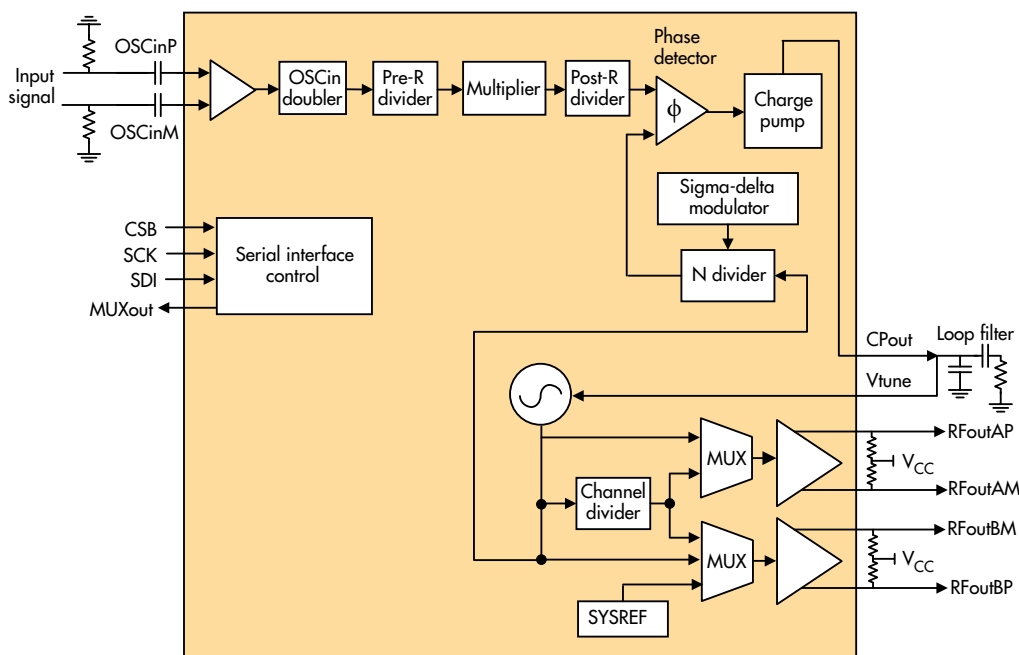 OSCinP
Input
signal
OSCinM
OSCin
doubler
Pre-R
divider
Multiplier
Post-R
divider
Phase
detector
ϕ
Charge
pump
Sigma-delta
modulator
N divider
CSB
SCK
SDI
MUXout
Serial interface
control
CPout
Loop filter
Vtune
MUX
RFoutAP
VCC
RFoutAM
Channel
divider
MUX
RFoutBM
VCC
RFoutBP
SYSREF